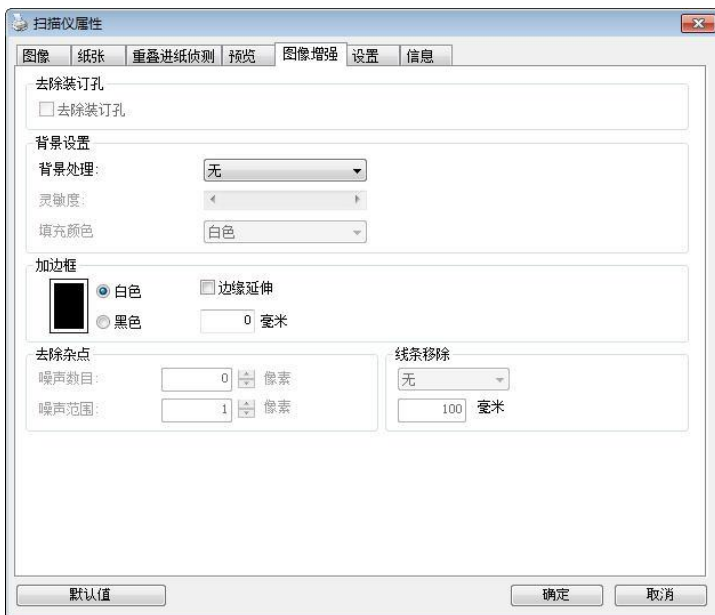 扫描仪属性
图像 纸张 重叠进纸侦测 预览 图像增强 设置 信息
去除装订孔
去除装订孔
背景设置
背景处理: 无
灵敏度:
填充颜色 白色
加边框
白色 边缘延伸
黑色 0 毫米
去除杂点 线条移除
噪声数目: 0 像素 无
噪声范围: 1 像素 100 毫米
默认值 确定 取消